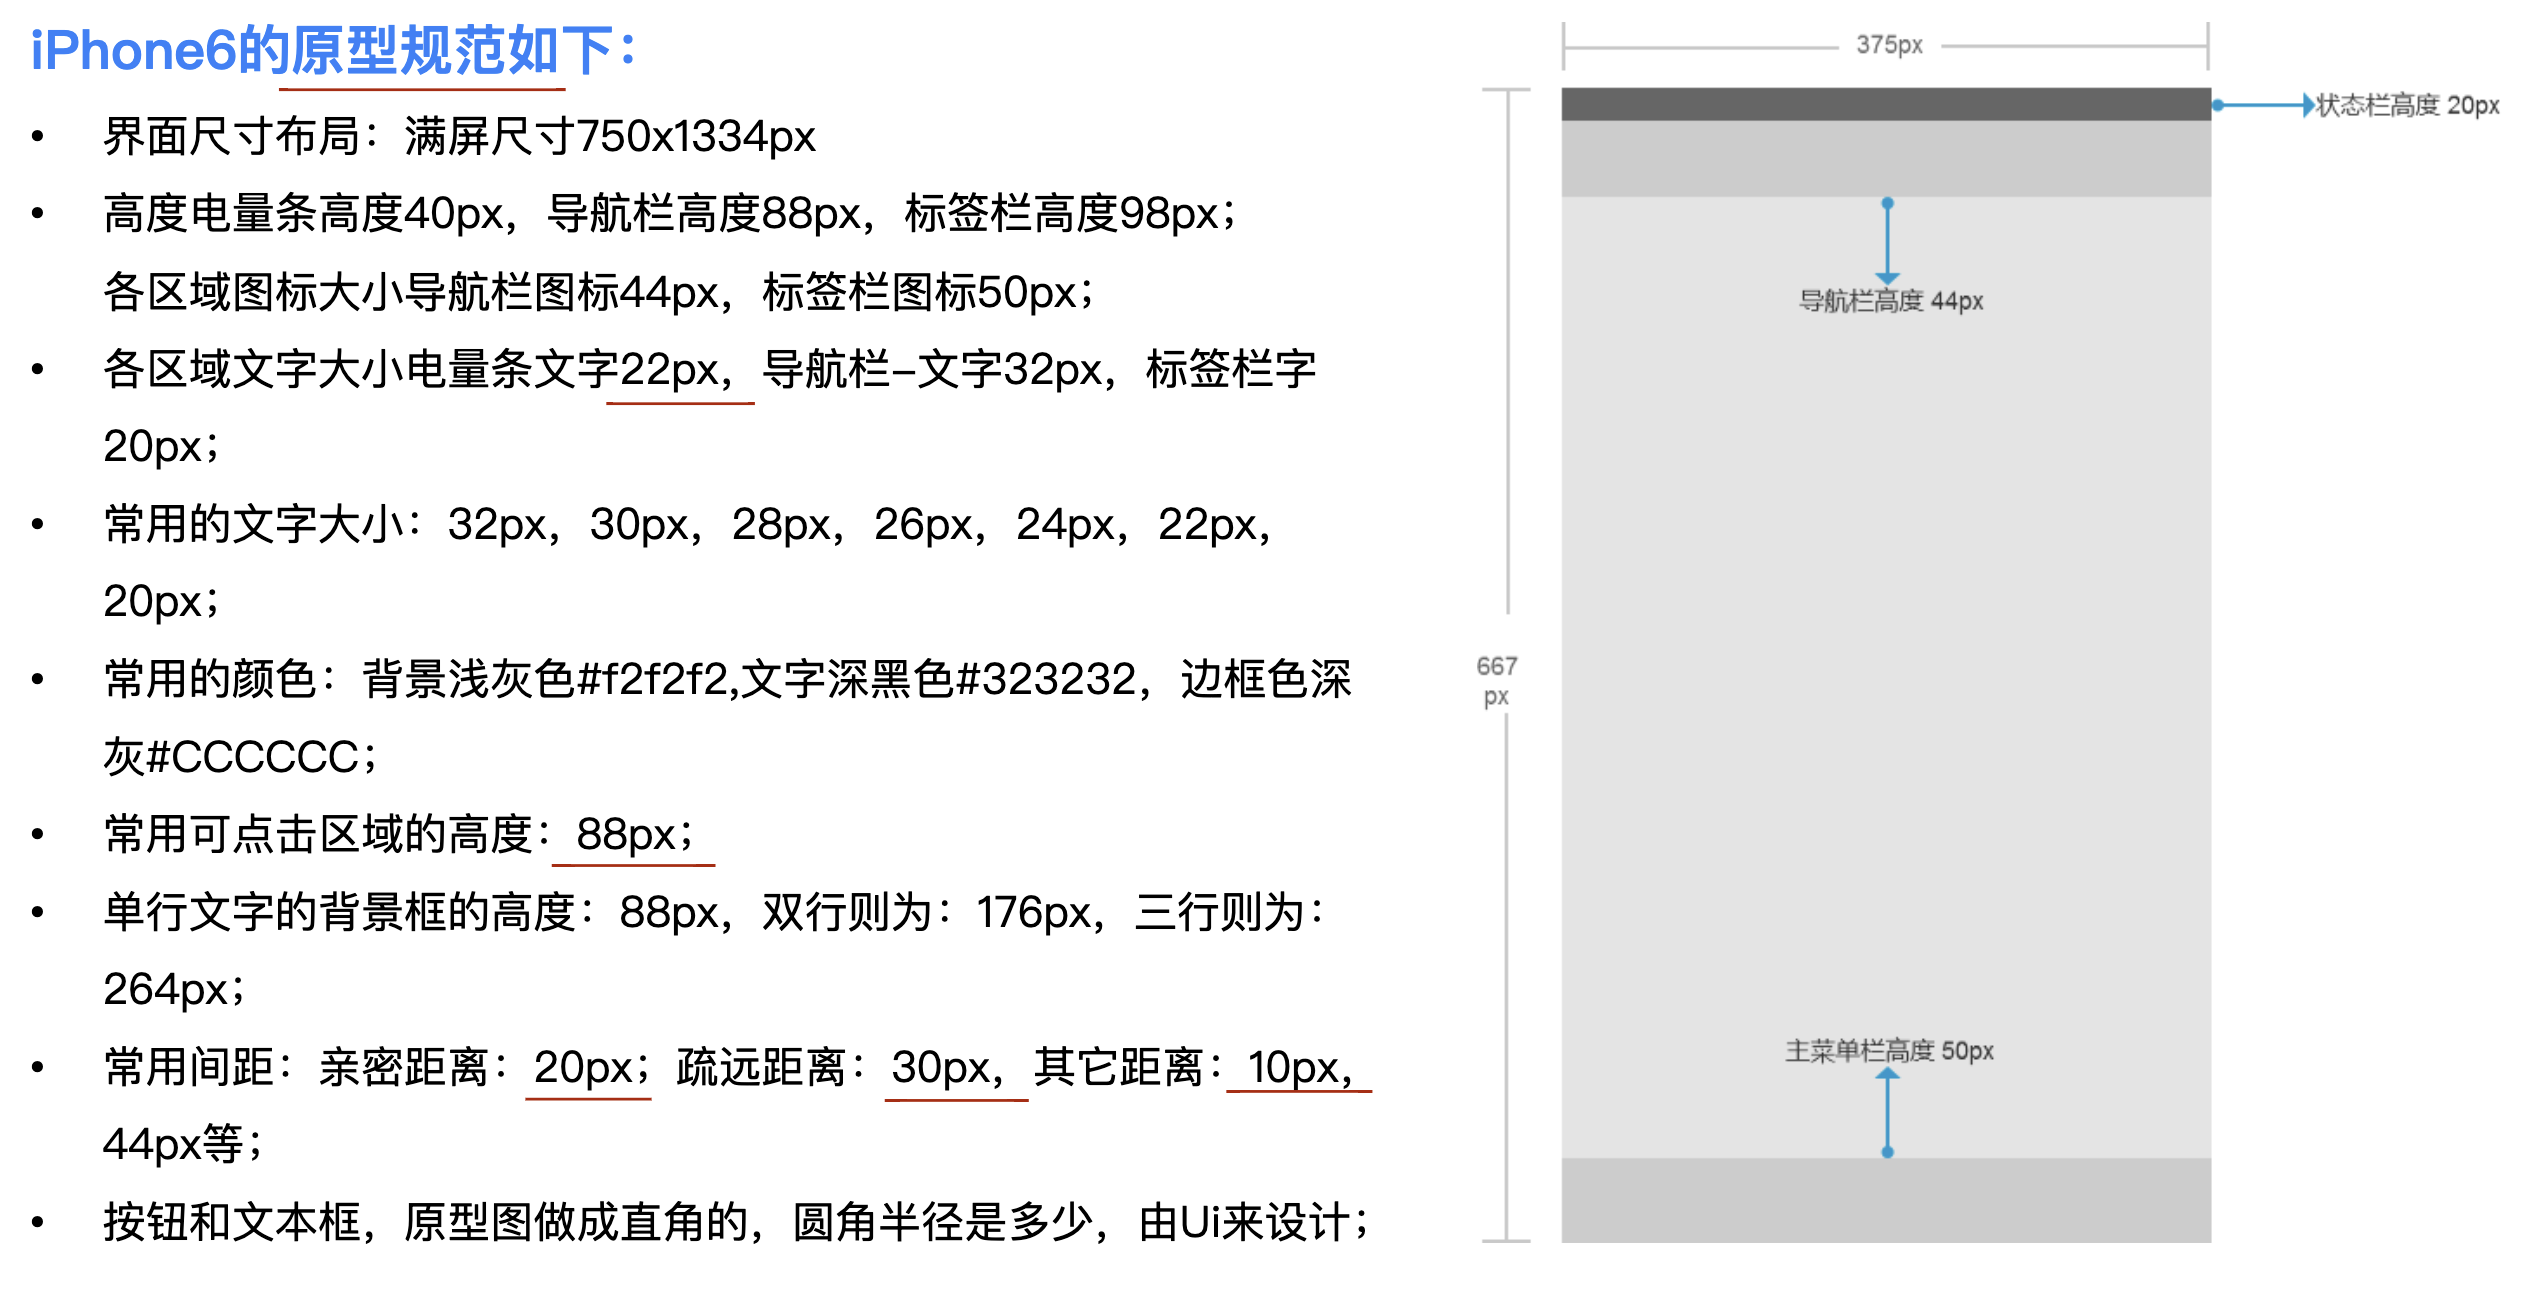 iPhone6的原型规范如下：
• 界面尺寸布局：满屏尺寸750x1334px
• 高度电量条高度40px，导航栏高度88px，标签栏高度98px；
各区域图标大小导航栏图标44px，标签栏图标50px；
• 各区域文字大小电量条文字22px，导航栏–文字32px，标签栏字
20px；
• 常用的文字大小：32px，30px，28px，26px，24px，22px，
20px；
• 常用的颜色：背景浅灰色#f2f2f2,文字深黑色#323232，边框色深
灰#CCCCCC；
• 常用可点击区域的高度：88px；
• 单行文字的背景框的高度：88px，双行则为：176px，三行则为：
264px；
• 常用间距：亲密距离：20px；疏远距离：30px，其它距离：10px，
44px等；
• 按钮和文本框，原型图做成直角的，圆角半径是多少，由Ui来设计；
375px
状态栏高度 20px
导航栏高度 44px
667
px
主菜单栏高度 50px